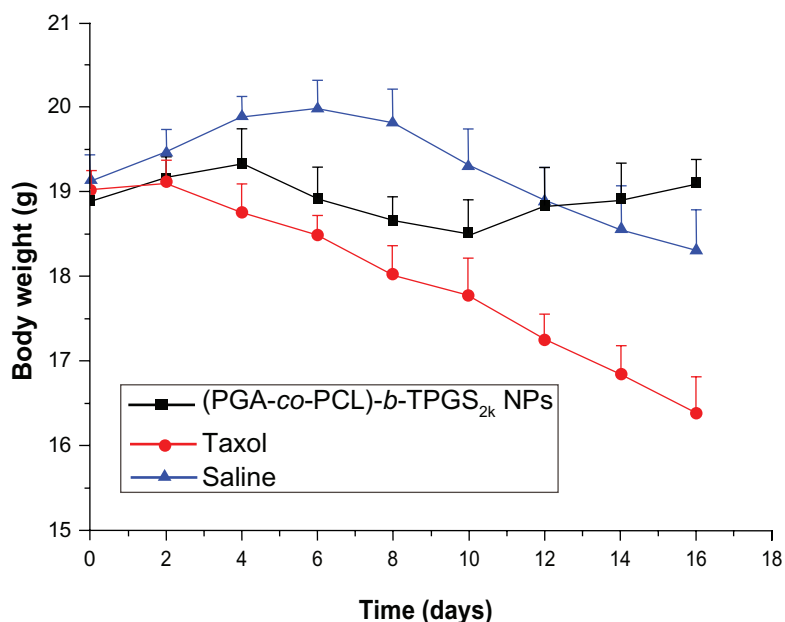 21
20
19
18
17
16
15
Body weight (g)
(PGA-co-PCL)-b-TPGS2k NPs
Taxol
Saline
0 2 4 6 8 10 12 14 16 18
Time (days)